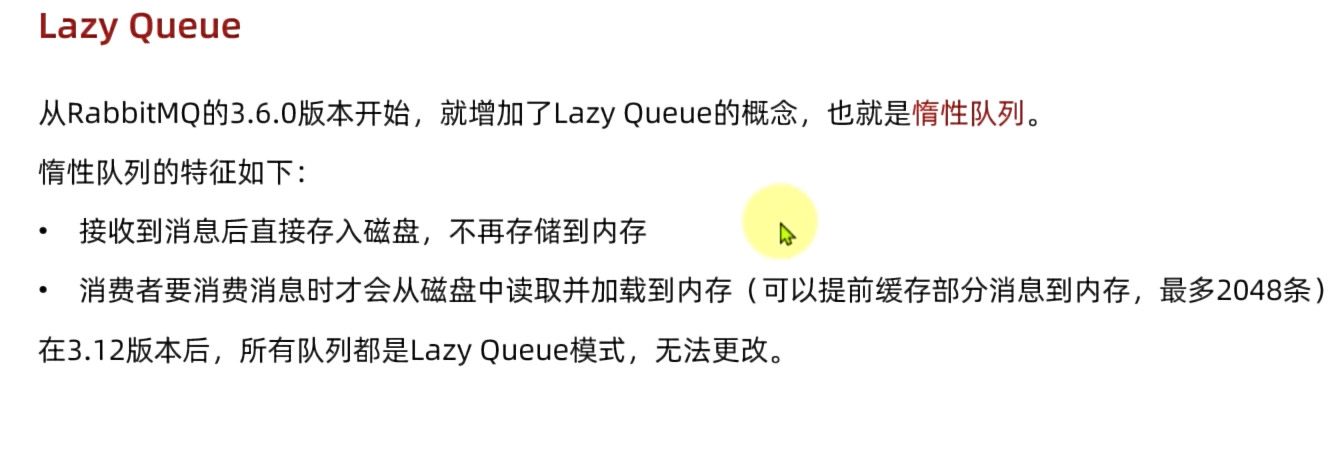 Lazy Queue
从RabbitMQ的3.6.0版本开始，就增加了Lazy Queue的概念，也就是惰性队列。
惰性队列的特征如下：
• 接收到消息后直接存入磁盘，不再存储到内存
• 消费者要消费消息时才会从磁盘中读取并加载到内存（可以提前缓存部分消息到内存，最多2048条）
在3.12版本后，所有队列都是Lazy Queue模式，无法更改。